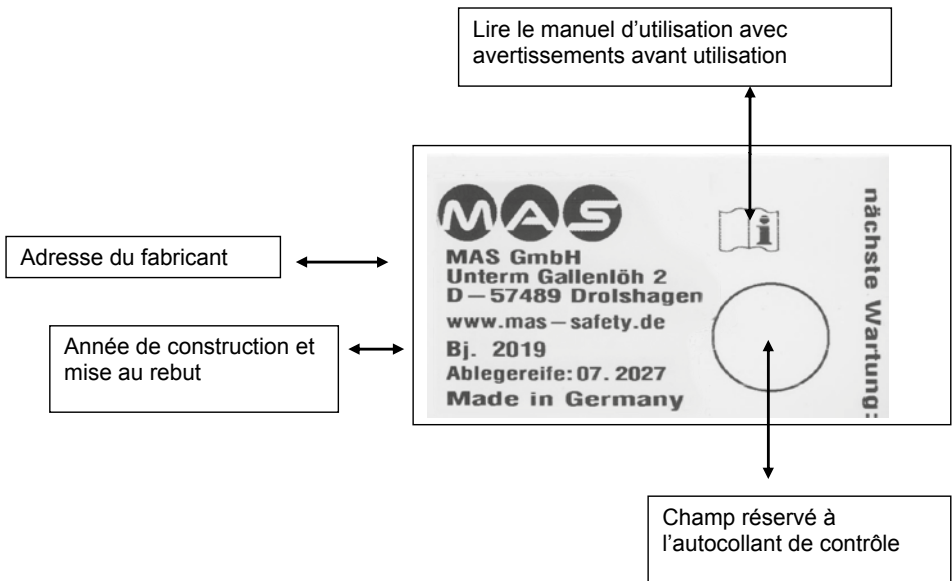 Lire le manuel d’utilisation avec
avertissements avant utilisation
Adresse du fabricant
Année de construction et
mise au rebut
MAS
MAS GmbH
Unterm Gallenlöh 2
D – 57489 Drolshagen
www.mas – safety.de
Bj. 2019
Ablegereife: 07. 2027
Made in Germany
i
nächste Wartung:
Champ réservé à
l’autocollant de contrôle